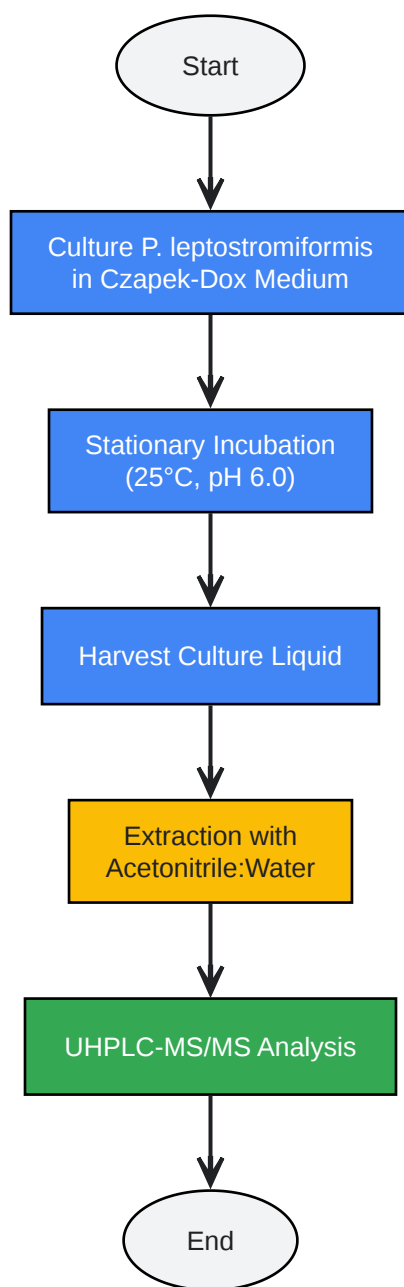 Start
Culture P. leptostromiformis
in Czapek-Dox Medium
Stationary Incubation
(25°C, pH 6.0)
Harvest Culture Liquid
Extraction with
Acetonitrile:Water
UHPLC-MS/MS Analysis
End